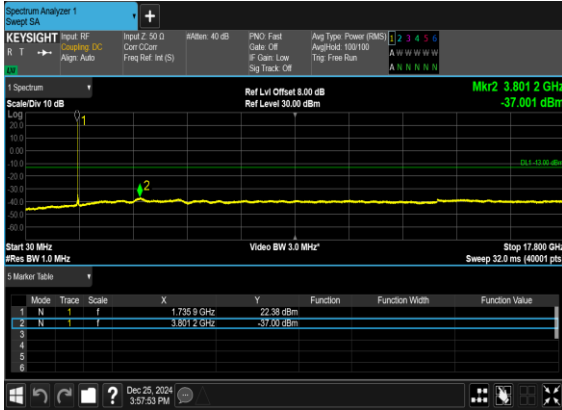 Spectrum Analyzer 1
Swept SA
+
KEYSIGHT Input: RF Input Z: 50 Ω #Atten: 40 dB PNO: Fast Avg Type: Power (RMS) 1 2 3 4 5 6
R T Coupling: DC Corr CCorr Gate: Off Avg|Hold: 100/100 A W W W W W
Align: Auto Freq Ref: Int (S) IF Gain: Low Trig: Free Run
Sig Track: Off A N N N N N
1 Spectrum
Scale/Div 10 dB Ref Lvl Offset 8.00 dB Mkr2 3.801 2 GHz
Ref Level 30.00 dBm -37.001 dBm
Log
20.0 1
10.0
0.00
-10.0 DL1 -13.00 dBm
-20.0
-30.0 2
-40.0
-50.0
-60.0
Start 30 MHz Video BW 3.0 MHz* Stop 17.800 GHz
#Res BW 1.0 MHz Sweep 32.0 ms (40001 pts)
5 Marker Table
Mode Trace Scale X Y Function Function Width Function Value
1 N 1 f 1.735 9 GHz 22.38 dBm
2 N 1 f 3.801 2 GHz -37.00 dBm
3
4
5
6
? Dec 25, 2024
3:57:53 PM